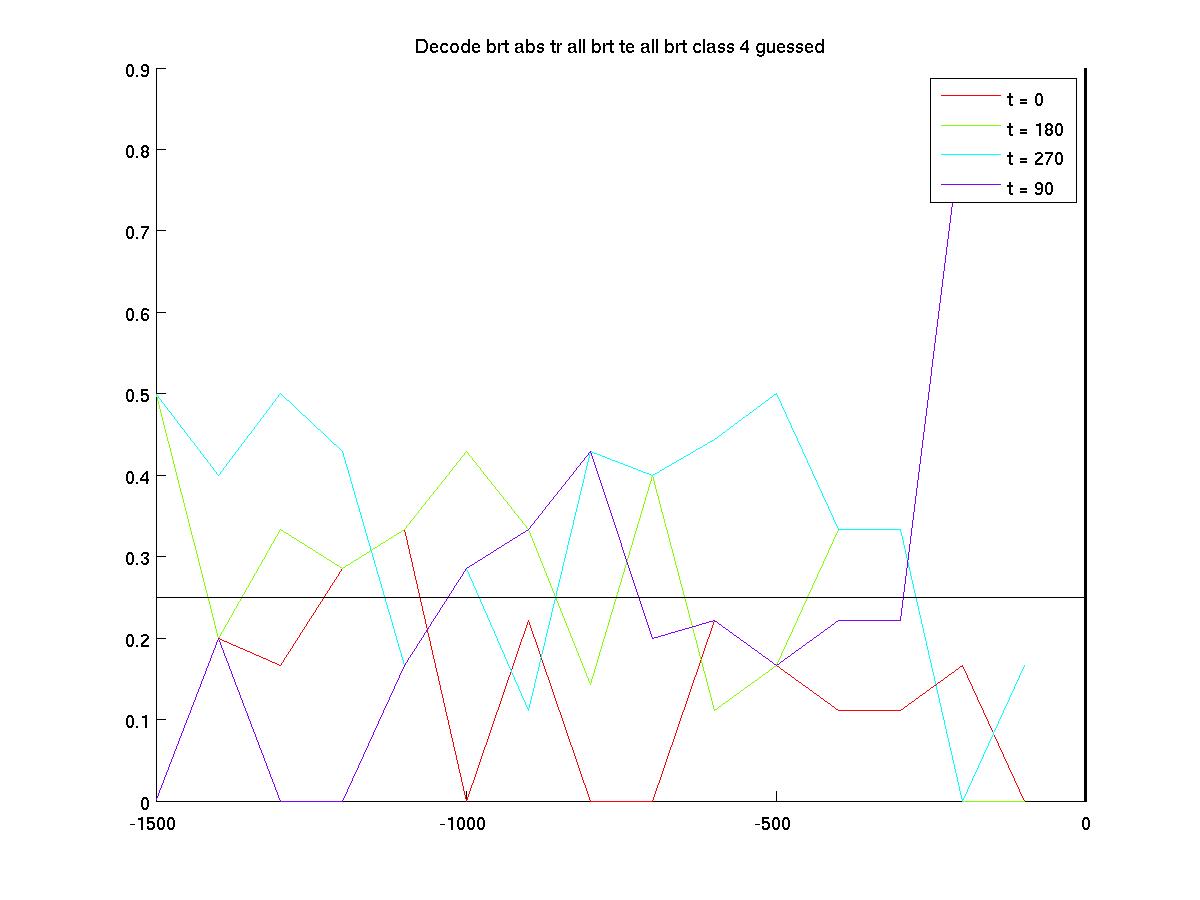 Decode brt abs tr all brt te all brt class 4 guessed
0.9
0.8
0.7
0.6
0.5
0.4
0.3
0.2
0.1
0
-1500
-1000
-500
0
t = 0
t = 180
t = 270
t = 90